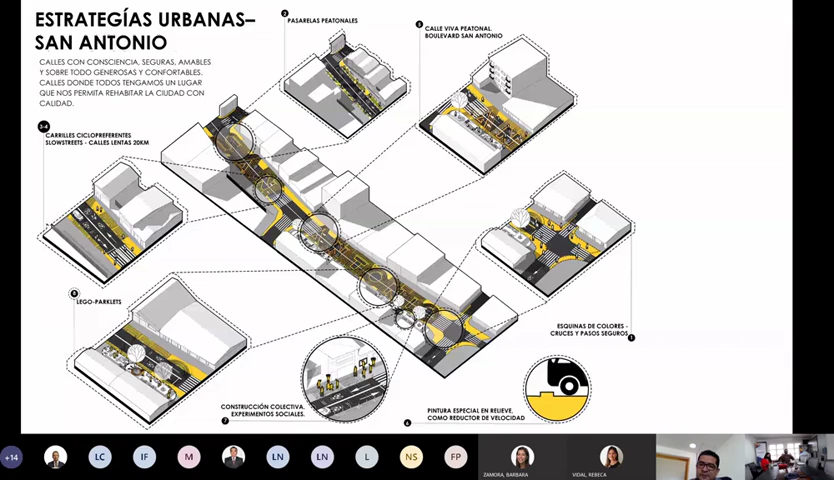 ESTRATEGÍAS URBANAS–
SAN ANTONIO
CALLES CON CONSCIENCIA, SEGURAS, AMABLES
Y SOBRE TODO GENEROSAS Y CONFORTABLES.
CALLES DONDE TODOS TENGAMOS UN LUGAR
QUE NOS PERMITA REHABITAR LA CIUDAD CON
CALIDAD.
2
PASARELAS PEATONALES
5
CALLE VIVA PEATONAL
BOULEVARD SAN ANTONIO
3-4
CARRILLES CICLOPREFERENTES
SLOWSTREETS - CALLES LENTAS 20KM
8
LEGO-PARKLETS
ESQUINAS DE COLORES -
CRUCES Y PASOS SEGUROS
1
CONSTRUCCIÓN COLECTIVA,
EXPERIMENTOS SOCIALES.
7
PINTURA ESPECIAL EN RELIEVE,
COMO REDUCTOR DE VELOCIDAD
6
+14
LC
IF
M
LN
LN
L
NS
FP
ZAMORA, BARBARA
VIDAL, REBECA